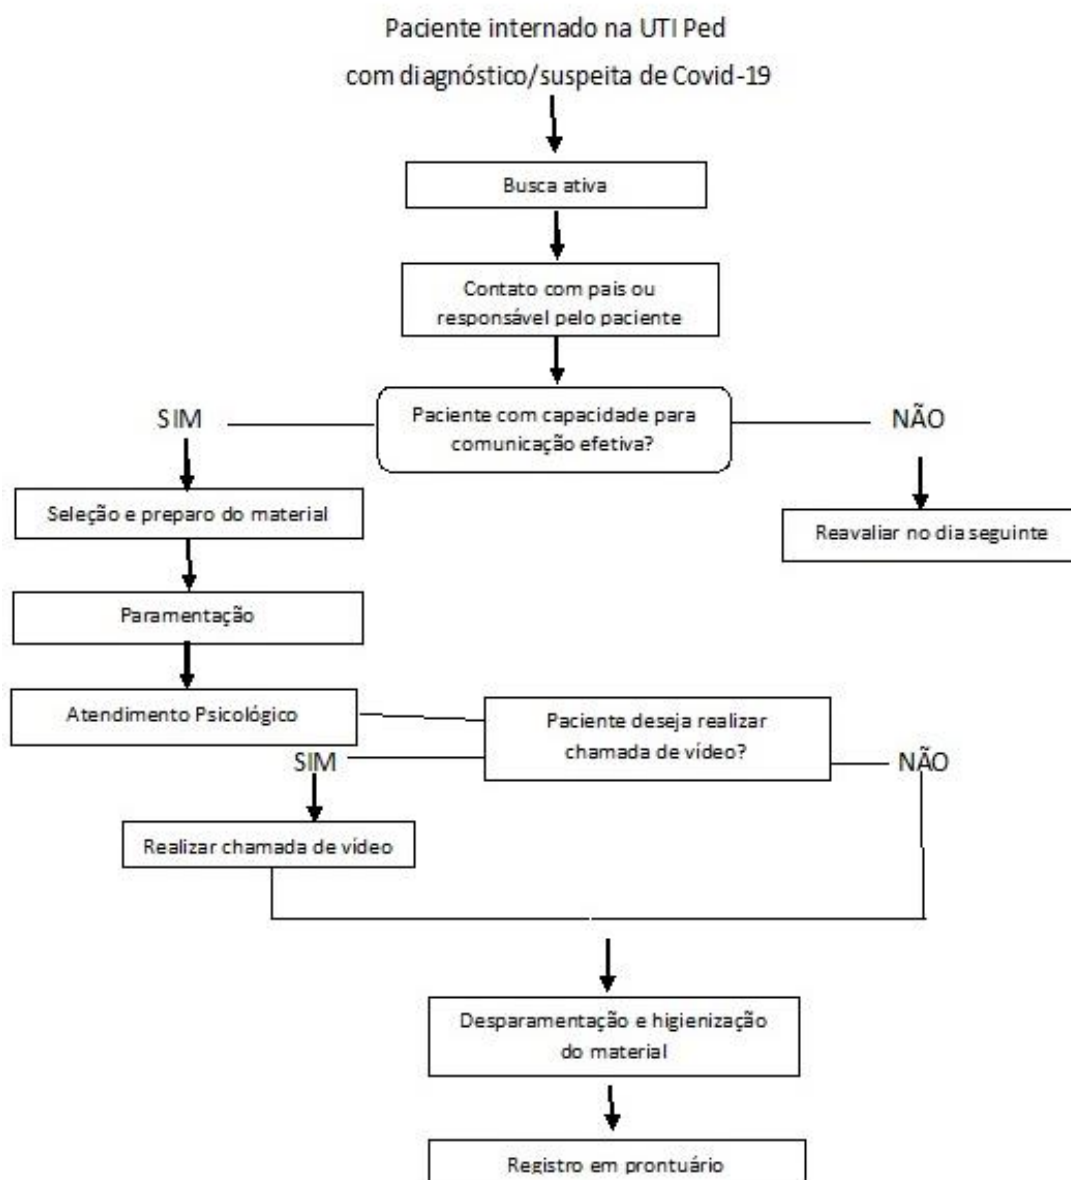 Paciente internado na UTI Ped
com diagnóstico/suspeita de Covid-19
Busca ativa
Contato com pais ou
responsável pelo paciente
SIM
Paciente com capacidade para
comunicação efetiva?
NÃO
Seleção e preparo do material
Reavaliar no dia seguinte
Paramentação
Atendimento Psicológico
Paciente deseja realizar
chamada de vídeo?
SIM
NÃO
Realizar chamada de vídeo
Desparamentação e higienização
do material
Registro em prontuário